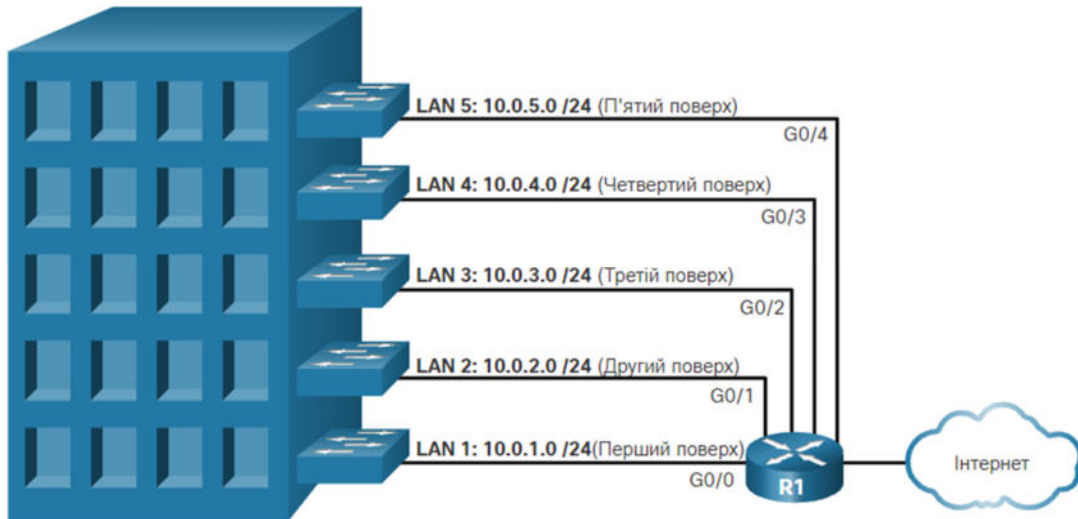 LAN 5: 10.0.5.0 /24 (П'ятий поверх)
G0/4
LAN 4: 10.0.4.0 /24 (Четвертий поверх)
G0/3
LAN 3: 10.0.3.0 /24 (Третій поверх)
G0/2
LAN 2: 10.0.2.0 /24 (Другий поверх)
G0/1
LAN 1: 10.0.1.0 /24(Перший поверх)
G0/0
R1
Інтернет